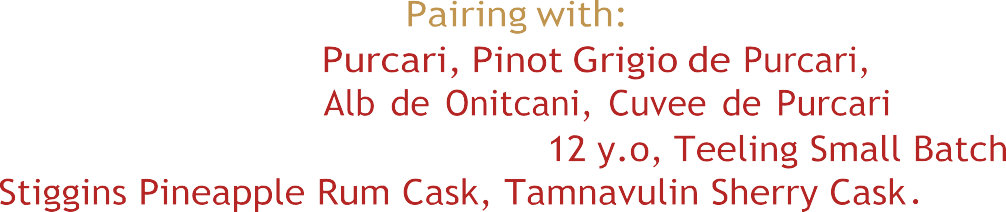 Pairing with:
Purcari, Pinot Grigio de Purcari,
Alb de Onitcani, Cuvee de Purcari
12 y.o, Teeling Small Batch
Stiggins Pineapple Rum Cask, Tamnavulin Sherry Cask.